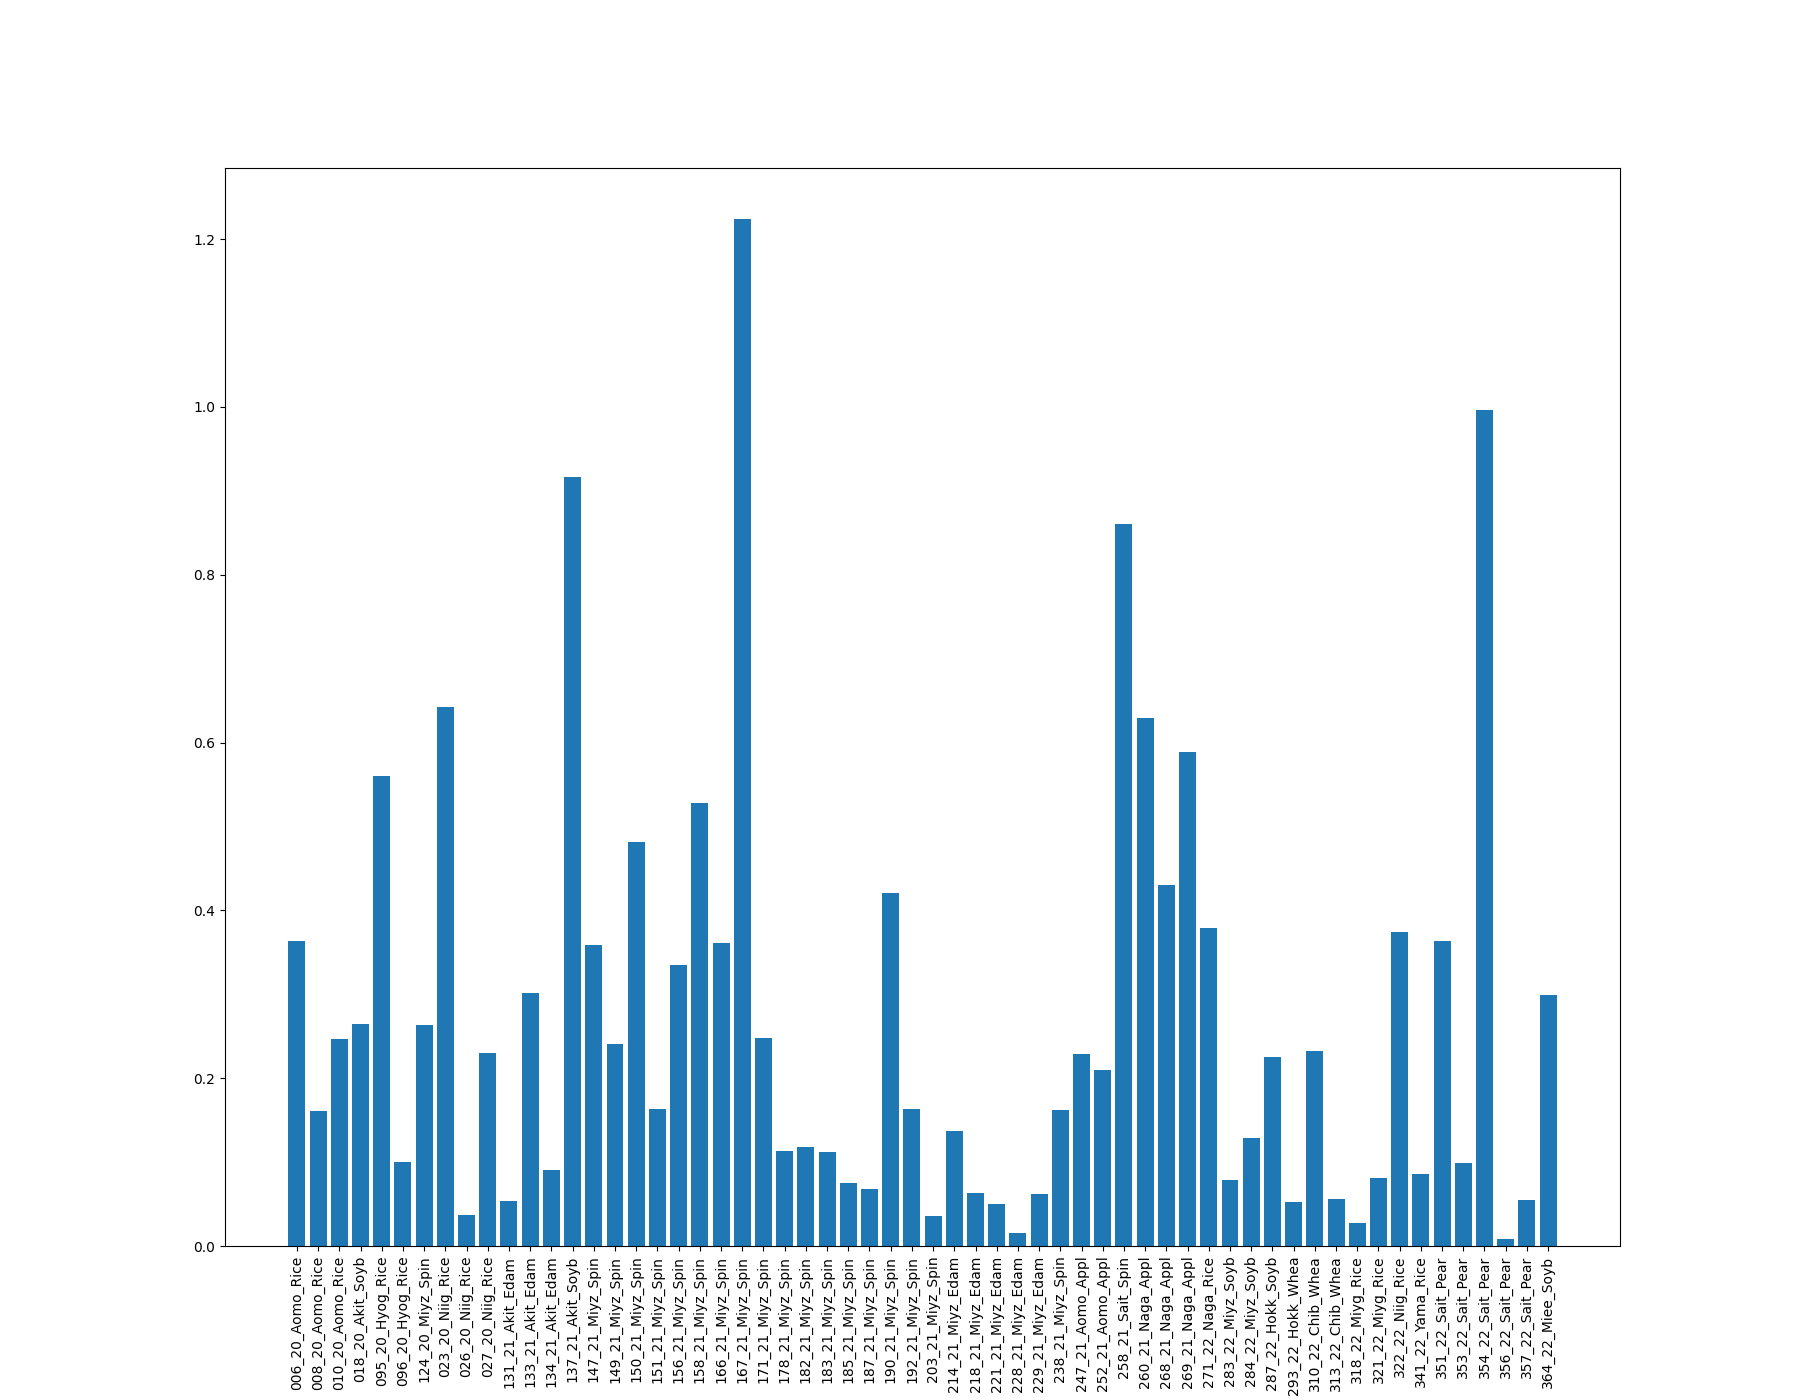 1.2
1.0
0.8
0.6
0.4
0.2
0.0
006_20_Aomo_Rice
008_20_Aomo_Rice
010_20_Aomo_Rice
018_20_Akit_Soyb
095_20_Hyog_Rice
096_20_Hyog_Rice
124_20_Miyz_Spin
023_20_Niig_Rice
026_20_Niig_Rice
027_20_Niig_Rice
131_21_Akit_Edam
133_21_Akit_Edam
134_21_Akit_Edam
137_21_Akit_Soyb
147_21_Miyz_Spin
149_21_Miyz_Spin
150_21_Miyz_Spin
151_21_Miyz_Spin
156_21_Miyz_Spin
158_21_Miyz_Spin
166_21_Miyz_Spin
167_21_Miyz_Spin
171_21_Miyz_Spin
178_21_Miyz_Spin
182_21_Miyz_Spin
183_21_Miyz_Spin
185_21_Miyz_Spin
187_21_Miyz_Spin
190_21_Miyz_Spin
192_21_Miyz_Spin
203_21_Miyz_Spin
214_21_Miyz_Edam
218_21_Miyz_Edam
221_21_Miyz_Edam
228_21_Miyz_Edam
229_21_Miyz_Edam
238_21_Miyz_Spin
247_21_Aomo_Appl
252_21_Aomo_Appl
258_21_Sait_Spin
260_21_Naga_Appl
268_21_Naga_Appl
269_21_Naga_Appl
271_22_Naga_Rice
283_22_Miyz_Soyb
284_22_Miyz_Soyb
287_22_Hokk_Soyb
293_22_Hokk_Whea
310_22_Chib_Whea
313_22_Chib_Whea
318_22_Miyg_Rice
321_22_Miyg_Rice
322_22_Niig_Rice
341_22_Yama_Rice
351_22_Sait_Pear
353_22_Sait_Pear
354_22_Sait_Pear
356_22_Sait_Pear
357_22_Sait_Pear
364_22_Miee_Soyb